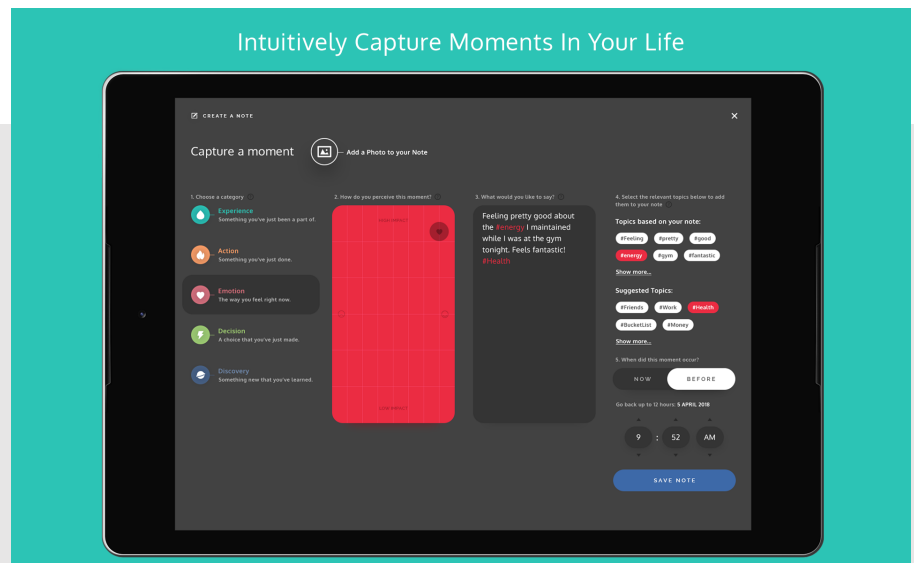 Intuitively Capture Moments In Your Life
CREATE A NOTE
Capture a moment
Add a Photo to your Note
1. Choose a category
Experience
Something you've just been a part of.
Action
Something you've just done.
Emotion
The way you feel right now.
Decision
A choice that you've just made.
Discovery
Something new that you've learned.
2. How do you perceive this moment?
HIGH IMPACT
LOW IMPACT
3. What would you like to say?
Feeling pretty good about
the #energy I maintained
while I was at the gym
tonight. Feels fantastic!
#Health
4. Select the relevant topics below to add
them to your note
Topics based on your note:
#Feeling #pretty #good
#energy #gym #fantastic
Show more...
Suggested Topics:
#Friends #Work #Health
#BucketList #Money
Show more...
5. When did this moment occur?
NOW BEFORE
Go back up to 12 hours: 5 APRIL 2018
9 : 52 AM
SAVE NOTE